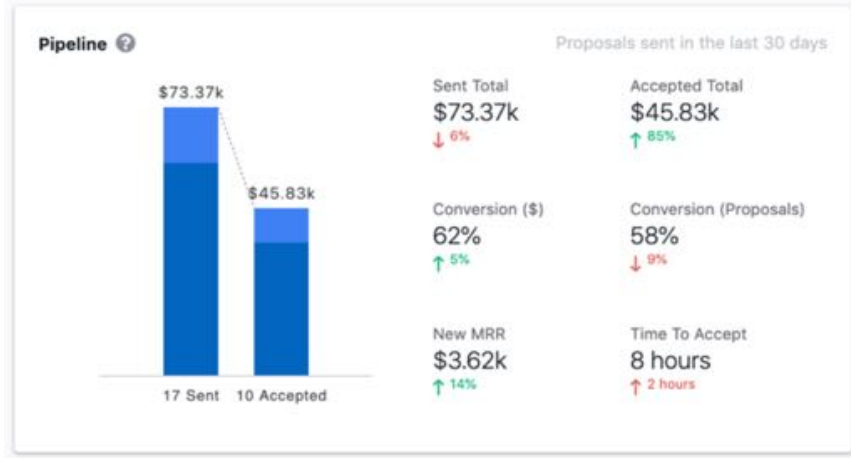 Pipeline ?
Proposals sent in the last 30 days
$73.37k
$45.83k
17 Sent
10 Accepted
Sent Total
$73.37k
↓ 6%
Accepted Total
$45.83k
↑ 85%
Conversion ($)
62%
↑ 5%
Conversion (Proposals)
58%
↓ 9%
New MRR
$3.62k
↑ 14%
Time To Accept
8 hours
↑ 2 hours